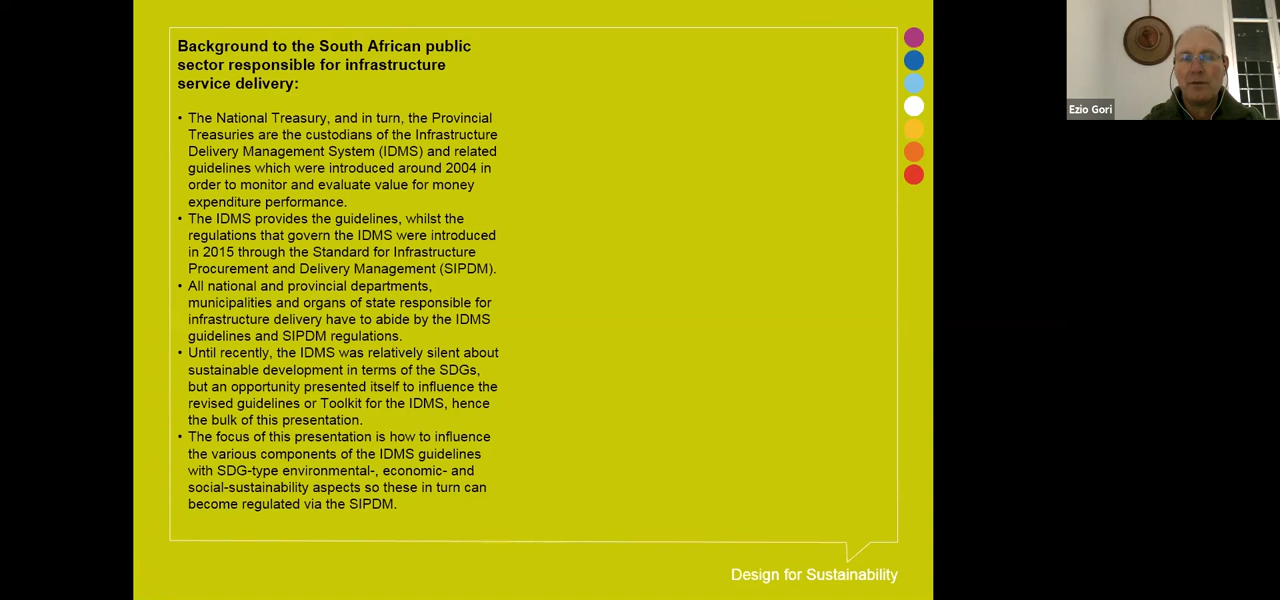 Background to the South African public
sector responsible for infrastructure
service delivery:
• The National Treasury, and in turn, the Provincial
Treasuries are the custodians of the Infrastructure
Delivery Management System (IDMS) and related
guidelines which were introduced around 2004 in
order to monitor and evaluate value for money
expenditure performance.
• The IDMS provides the guidelines, whilst the
regulations that govern the IDMS were introduced
in 2015 through the Standard for Infrastructure
Procurement and Delivery Management (SIPDM).
• All national and provincial departments,
municipalities and organs of state responsible for
infrastructure delivery have to abide by the IDMS
guidelines and SIPDM regulations.
• Until recently, the IDMS was relatively silent about
sustainable development in terms of the SDGs,
but an opportunity presented itself to influence the
revised guidelines or Toolkit for the IDMS, hence
the bulk of this presentation.
• The focus of this presentation is how to influence
the various components of the IDMS guidelines
with SDG-type environmental-, economic- and
social-sustainability aspects so these in turn can
become regulated via the SIPDM.
Design for Sustainability
Ezio Gori